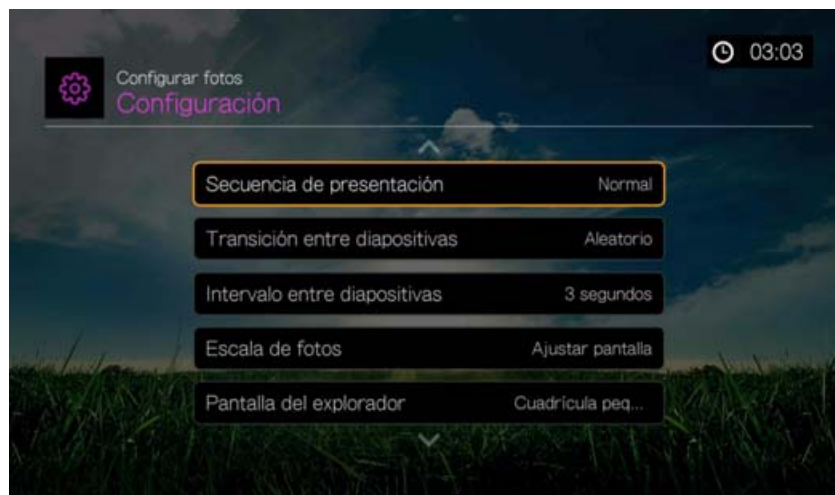 03:03
Configurar fotos
Configuración
Secuencia de presentación Normal
Transición entre diapositivas Aleatorio
Intervalo entre diapositivas 3 segundos
Escala de fotos Ajustar pantalla
Pantalla del explorador Cuadrícula peq...